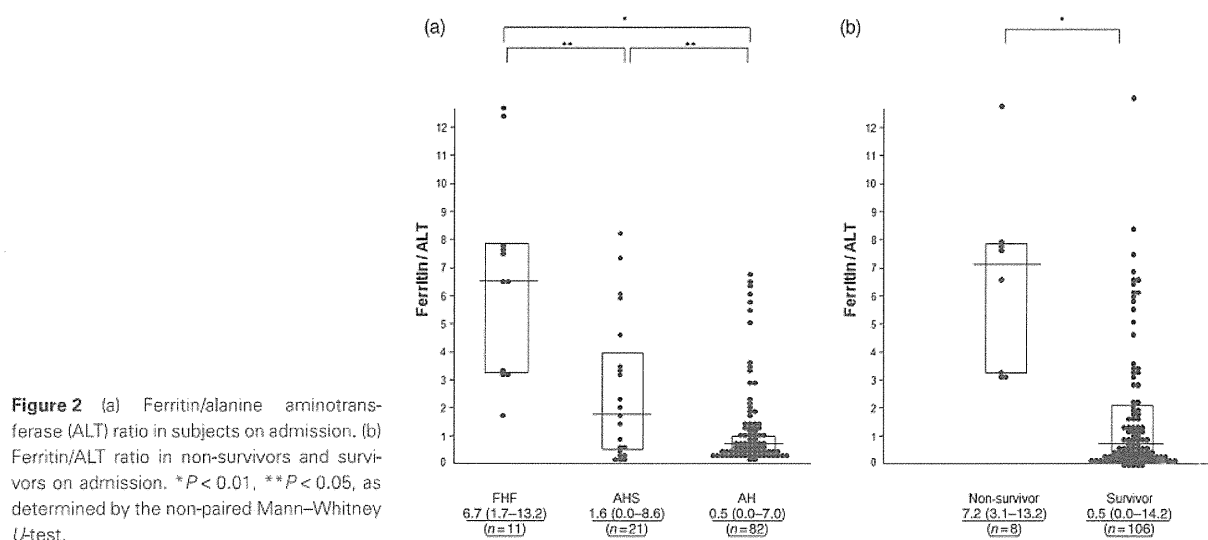 (a)
*
**
**
Ferritin/ALT
12
11
10
9
8
7
6
5
4
3
2
1
0
FHF
6.7 (1.7–13.2)
(n=11)
AHS
1.6 (0.0–8.6)
(n=21)
AH
0.5 (0.0–7.0)
(n=82)
(b)
*
Ferritin/ALT
12
11
10
9
8
7
6
5
4
3
2
1
0
Non-survivor
7.2 (3.1–13.2)
(n=8)
Survivor
0.5 (0.0–14.2)
(n=106)
Figure 2 (a) Ferritin/alanine aminotrans-
ferase (ALT) ratio in subjects on admission. (b)
Ferritin/ALT ratio in non-survivors and survi-
vors on admission. *P < 0.01, **P < 0.05, as
determined by the non-paired Mann–Whitney
U-test.